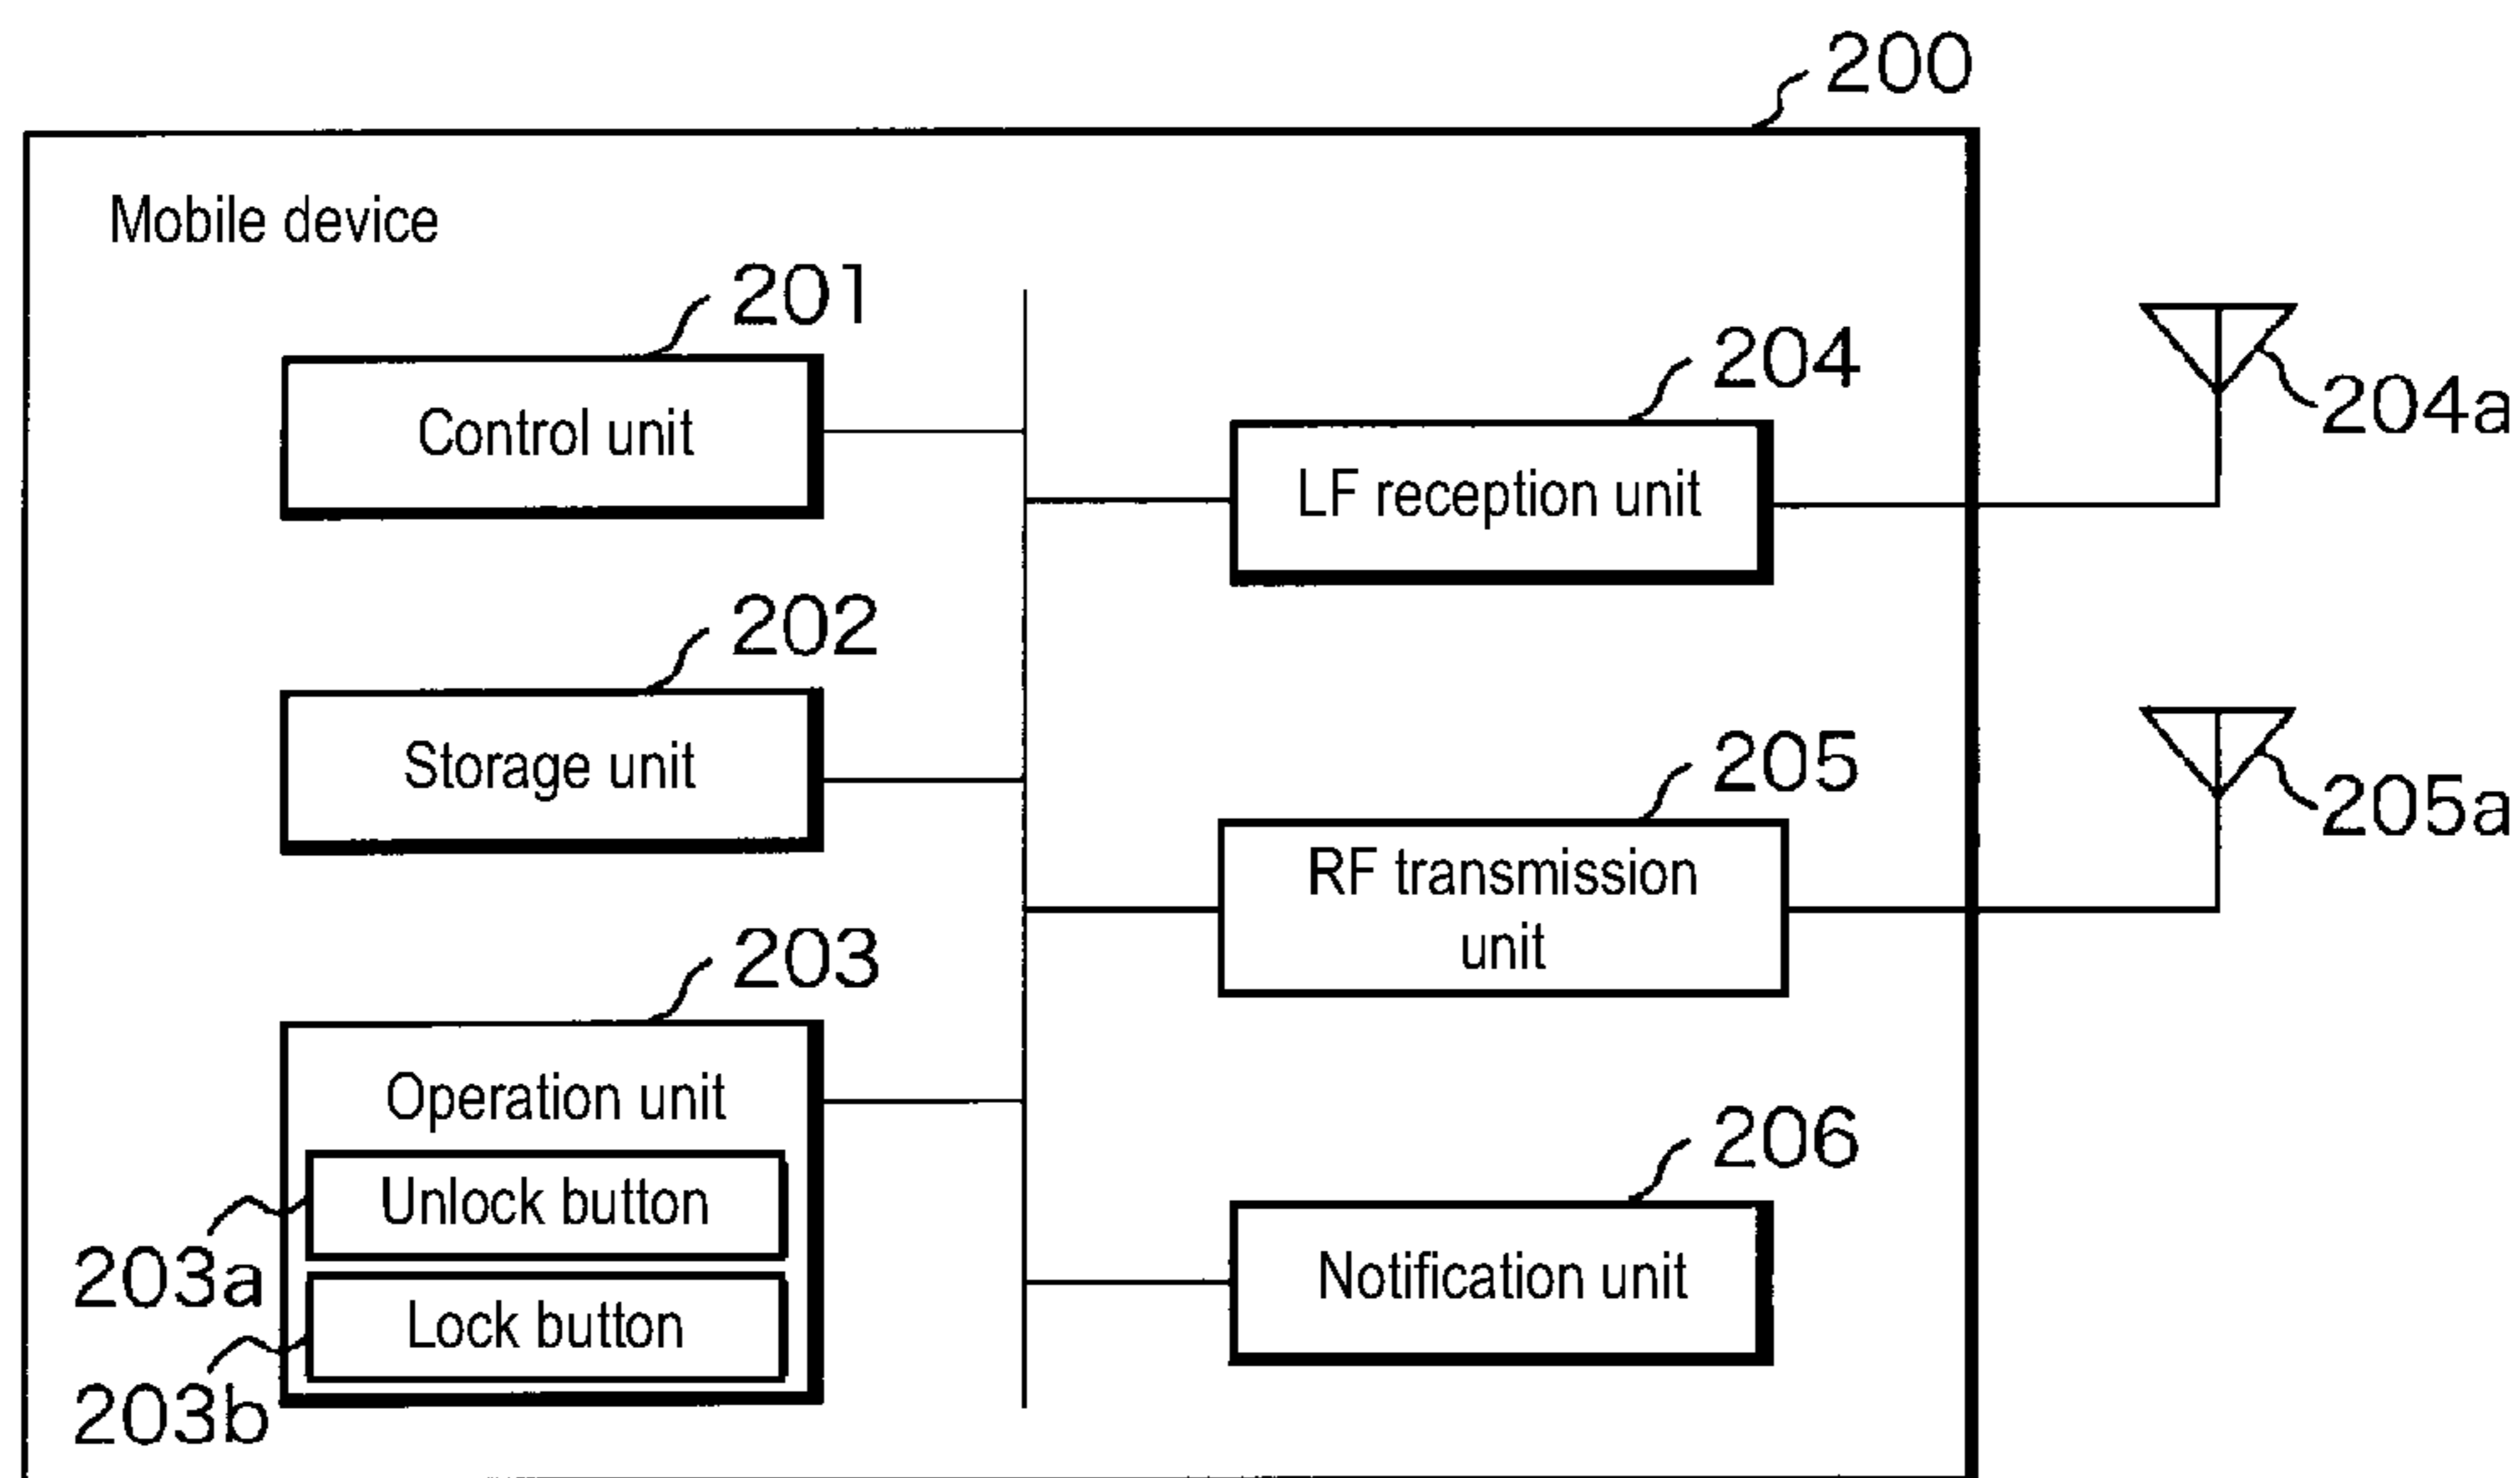 200
Mobile device
201
Control unit
204
LF reception unit
204a
202
Storage unit
205
RF transmission
unit
205a
203
Operation unit
Unlock button
203a
Lock button
203b
206
Notification unit